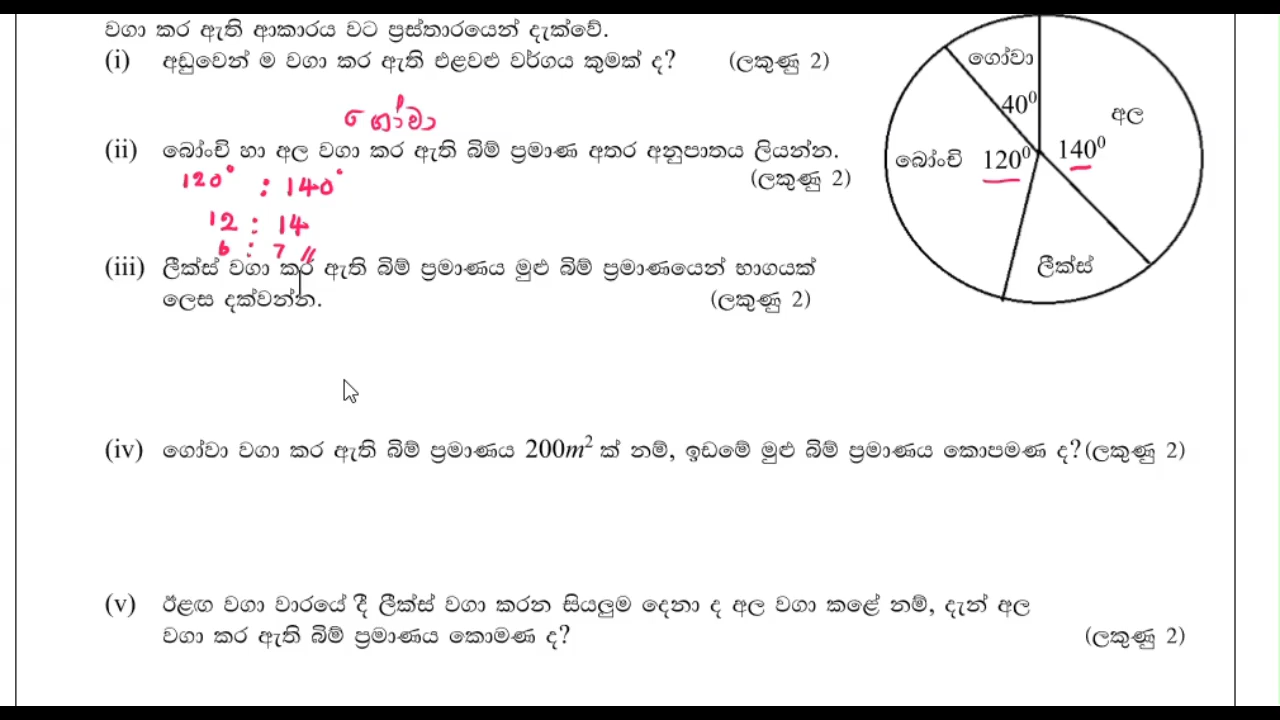 වගා කර ඇති ආකාරය වට ප්‍රස්තාරයෙන් දැක්වේ.
(i) අඩුවෙන් ම වගා කර ඇති එළවළු වර්ගය කුමක් ද? (ලකුණු 2)
ගෝවා
(ii) බෝංචි හා අල වගා කර ඇති බිම් ප්‍රමාණ අතර අනුපාතය ලියන්න.
(ලකුණු 2)
120° : 140°
12 : 14
6 : 7 //
(iii) ලීක්ස් වගා කර ඇති බිම් ප්‍රමාණය මුළු බිම් ප්‍රමාණයෙන් භාගයක්
ලෙස දක්වන්න. (ලකුණු 2)
ගෝවා
40⁰
අල
140⁰
බෝංචි 120⁰
ලීක්ස්
(iv) ගෝවා වගා කර ඇති බිම් ප්‍රමාණය 200m² ක් නම්, ඉඩමේ මුළු බිම් ප්‍රමාණය කොපමණ ද? (ලකුණු 2)
(v) ඊළඟ වගා වාරයේ දී ලීක්ස් වගා කරන සියලුම දෙනා ද අල වගා කළේ නම්, දැන් අල
වගා කර ඇති බිම් ප්‍රමාණය කොමණ ද? (ලකුණු 2)